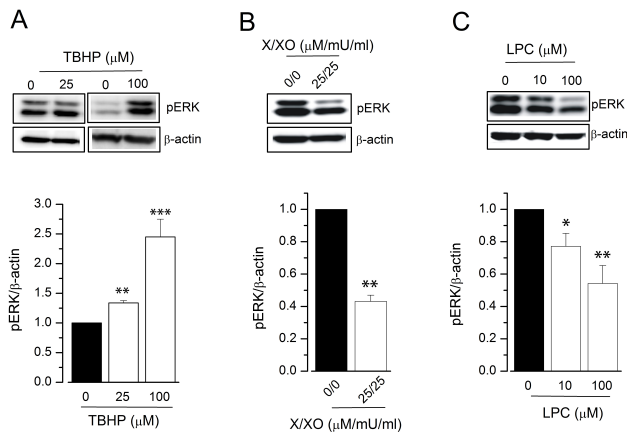 A
TBHP (μM)
0 25 0 100
pERK
β-actin
pERK/β-actin
3.0
2.5
2.0
1.5
1.0
0.5
0.0
**
***
0 25 100
TBHP (μM)
B
X/XO (μM/mU/ml)
0/0 25/25
pERK
β-actin
pERK/β-actin
1.0
0.8
0.6
0.4
0.2
0.0
**
0/0 25/25
X/XO (μM/mU/ml)
C
LPC (μM)
0 10 100
pERK
β-actin
pERK/β-actin
1.0
0.8
0.6
0.4
0.2
0.0
*
**
0 10 100
LPC (μM)